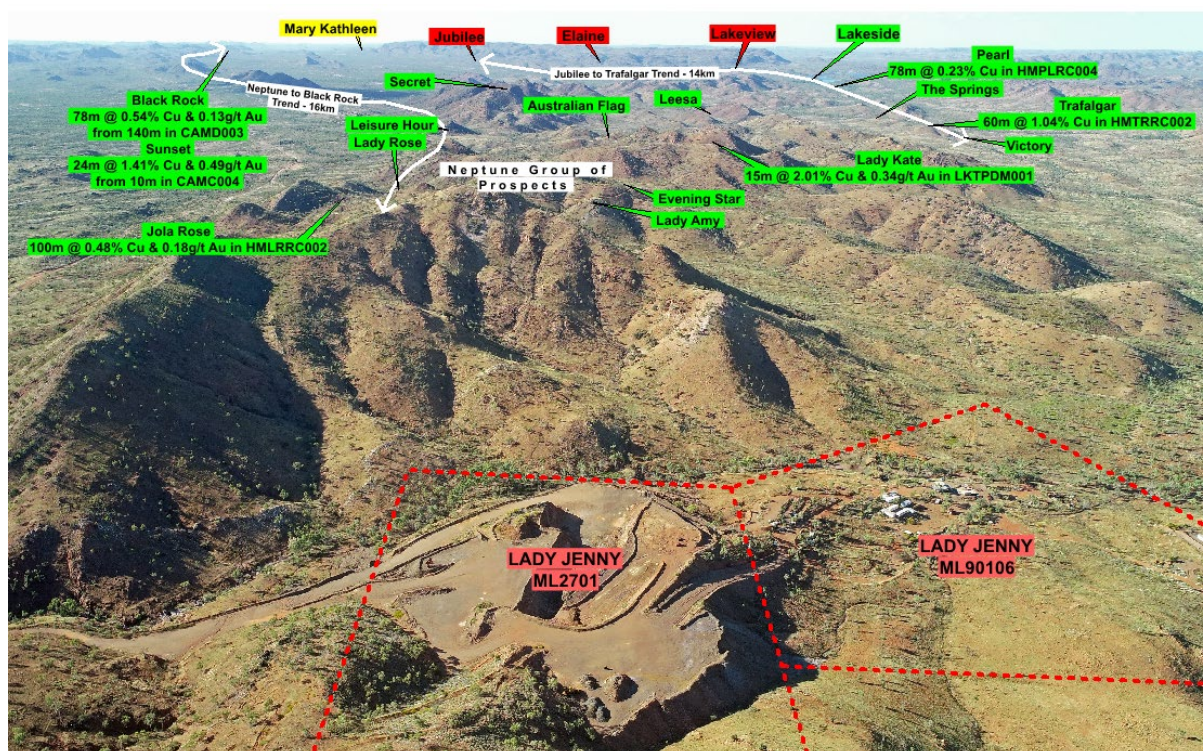 Mary Kathleen
Jubilee
Elaine
Lakeview
Lakeside
Pearl
78m @ 0.23% Cu in HMPLRC004
The Springs
Trafalgar
60m @ 1.04% Cu in HMTRRC002
Victory
Jubilee to Trafalgar Trend - 14km
Neptune to Black Rock
Trend - 16km
Secret
Australian Flag
Leesa
Black Rock
78m @ 0.54% Cu & 0.13g/t Au
from 140m in CAMD003
Sunset
24m @ 1.41% Cu & 0.49g/t Au
from 10m in CAMC004
Leisure Hour
Lady Rose
Neptune Group of
Prospects
Lady Kate
15m @ 2.01% Cu & 0.34g/t Au in LKTPDM001
Evening Star
Lady Amy
Jola Rose
100m @ 0.48% Cu & 0.18g/t Au in HMLRRC002
LADY JENNY
ML2701
LADY JENNY
ML90106